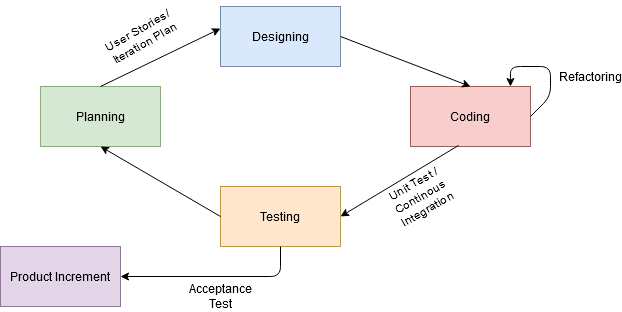 User Stories/
Iteration Plan
Designing
Refactoring
Planning
Coding
Unit Test /
Continous
Integration
Testing
Product Increment
Acceptance
Test